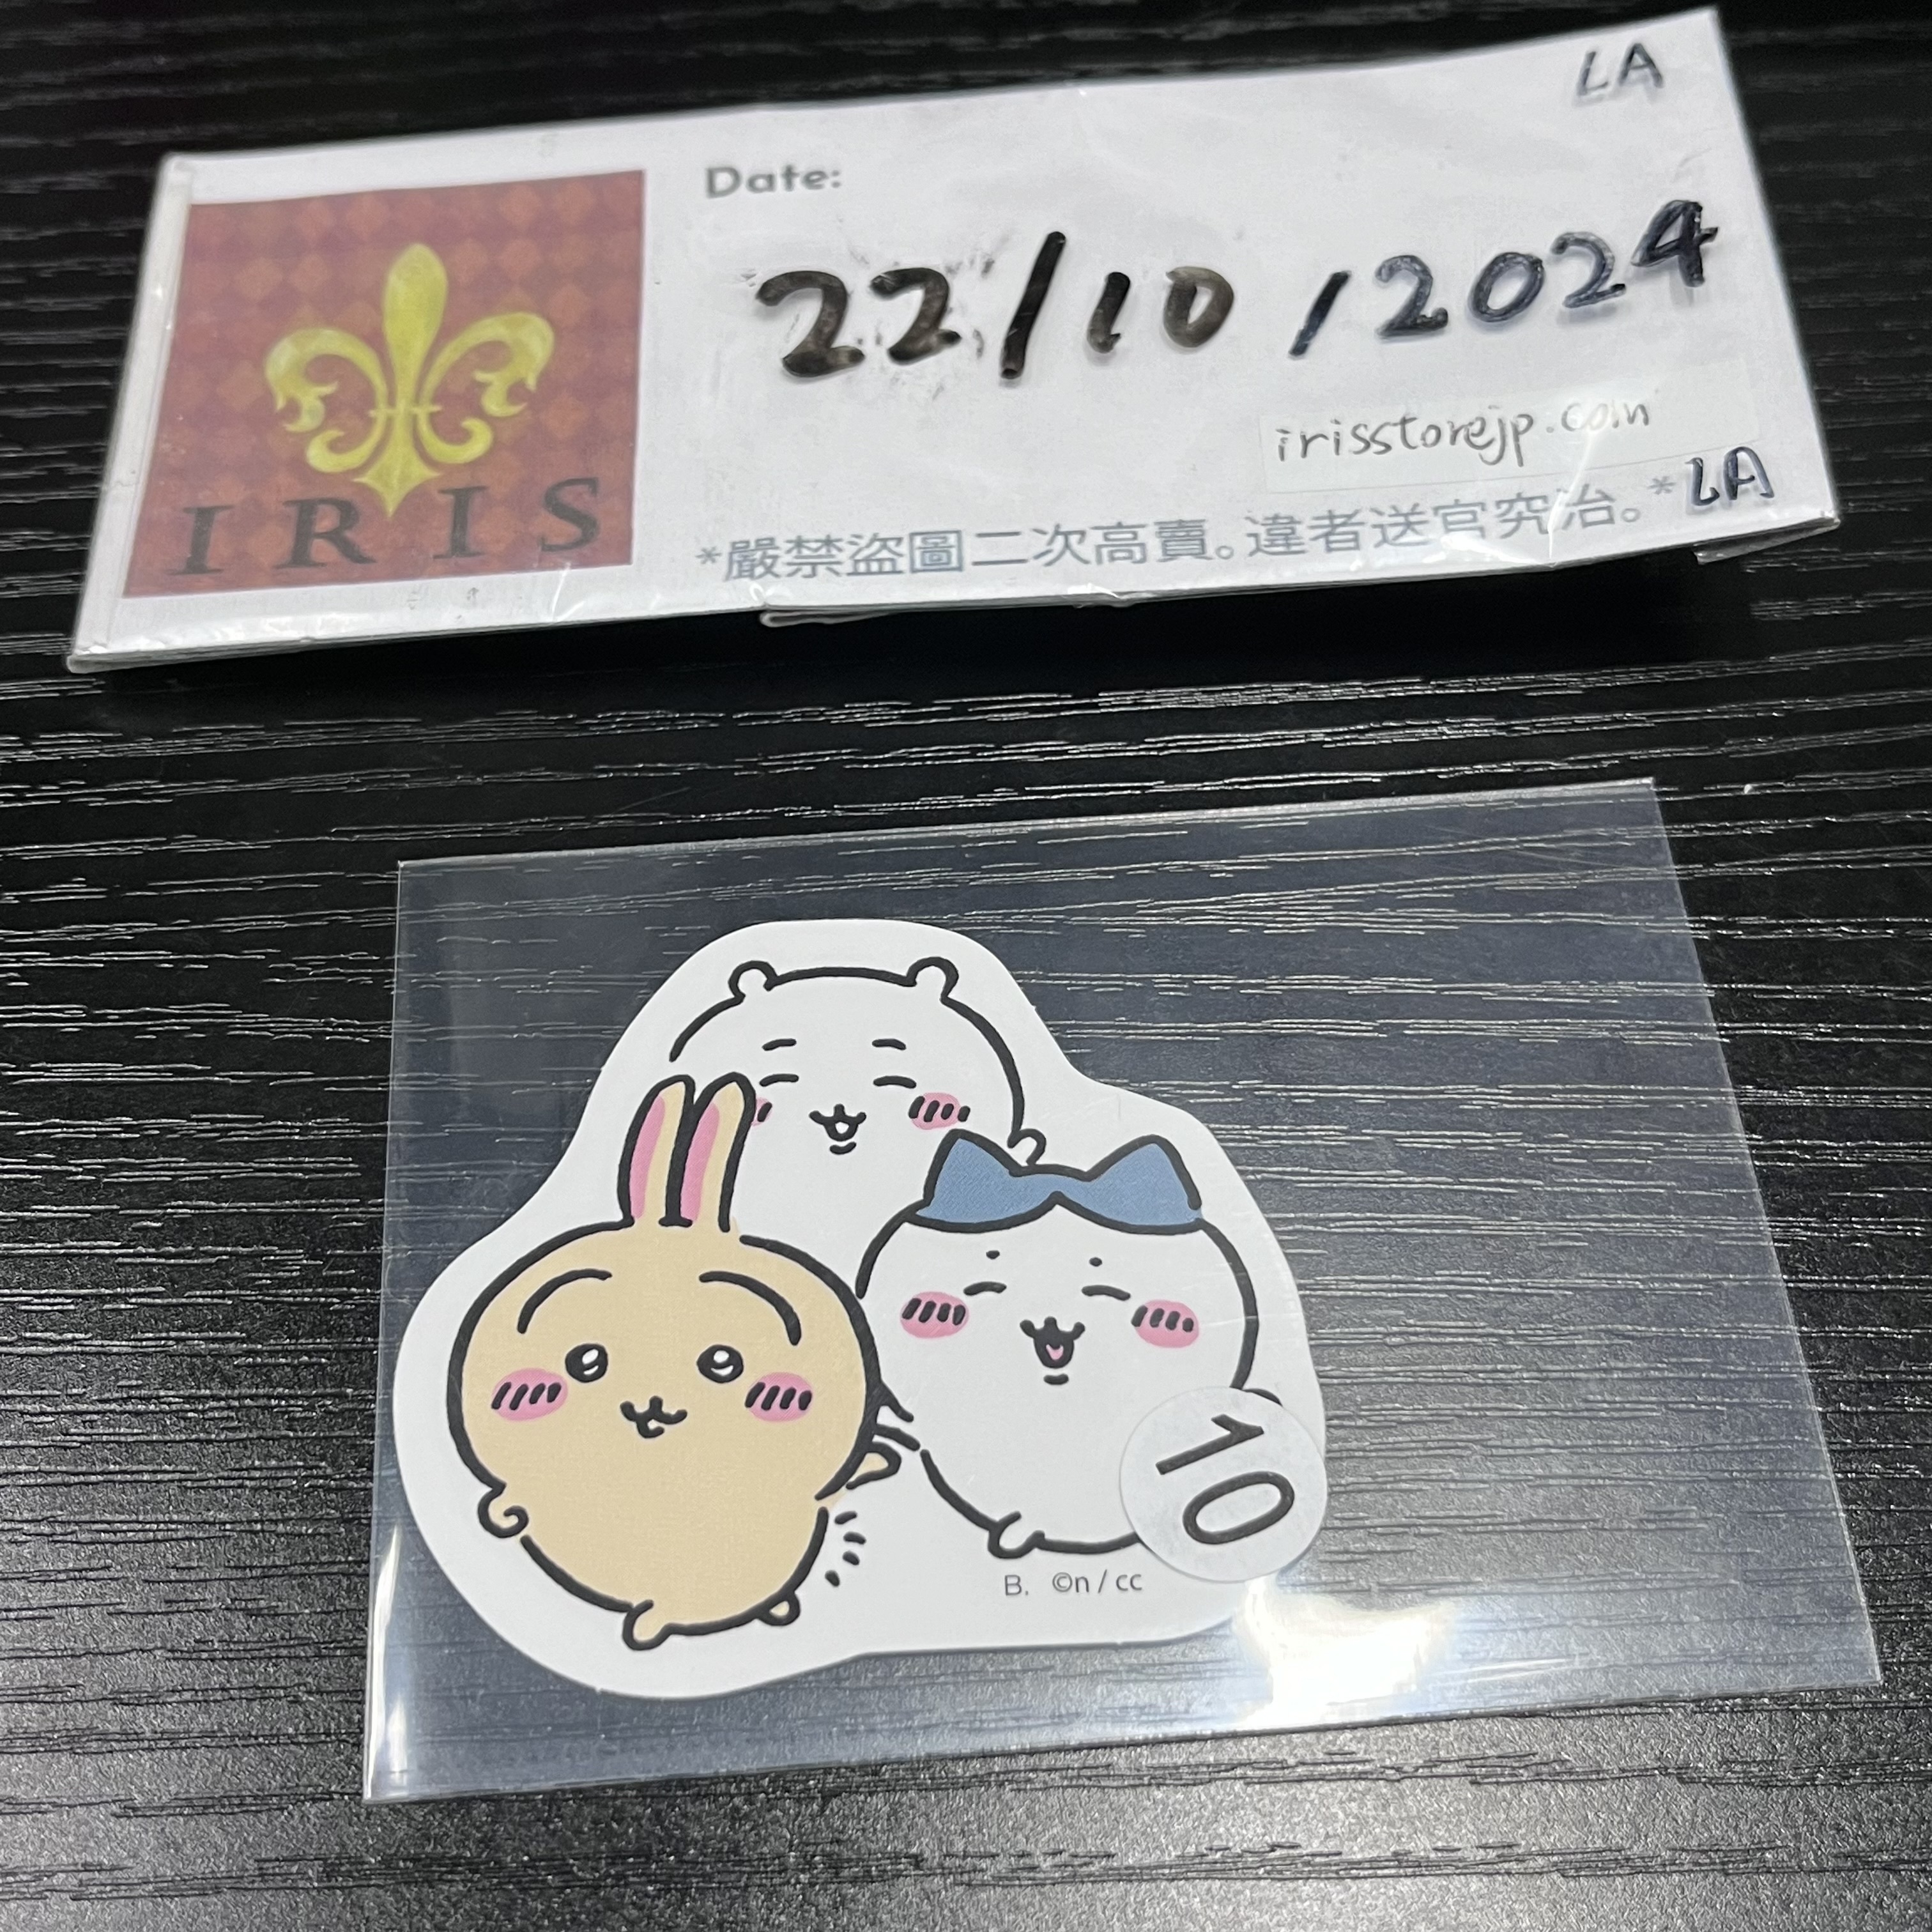 LA
Date:
22/10/2024
irisstorejp.com
*嚴禁盜圖二次高賣。違者送官究治。*LA
IRIS
10
B. ©n / cc